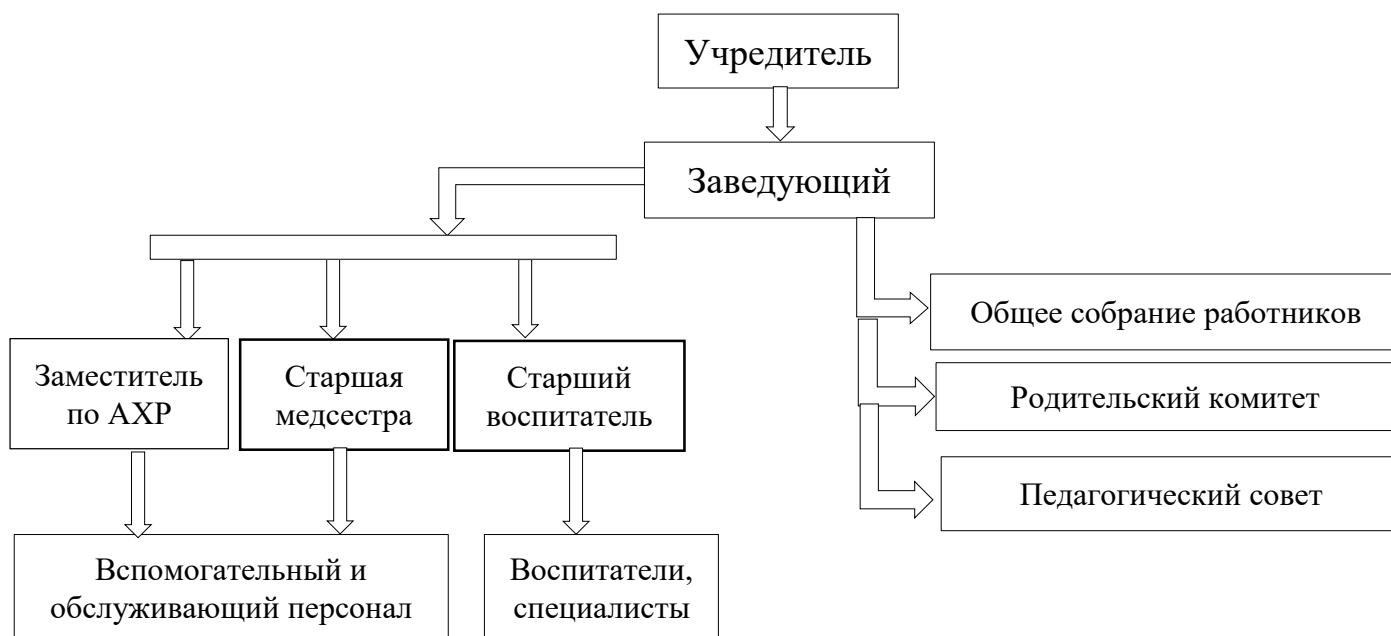 Учредитель
Заведующий
Общее собрание работников
Родительский комитет
Педагогический совет
Заместитель
по АХР
Старшая
медсестра
Старший
воспитатель
Вспомогательный и
обслуживающий персонал
Воспитатели,
специалисты